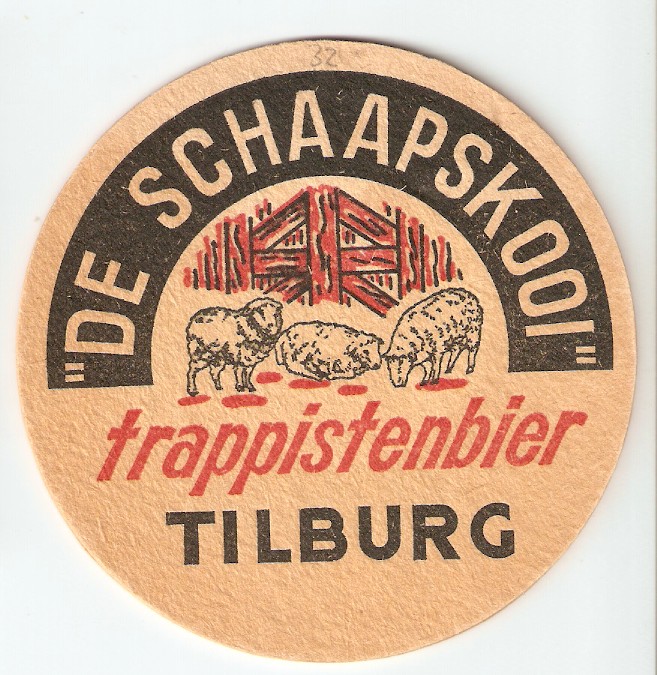 32
"DE SCHAAPSKOOI"
trappistenbier
TILBURG